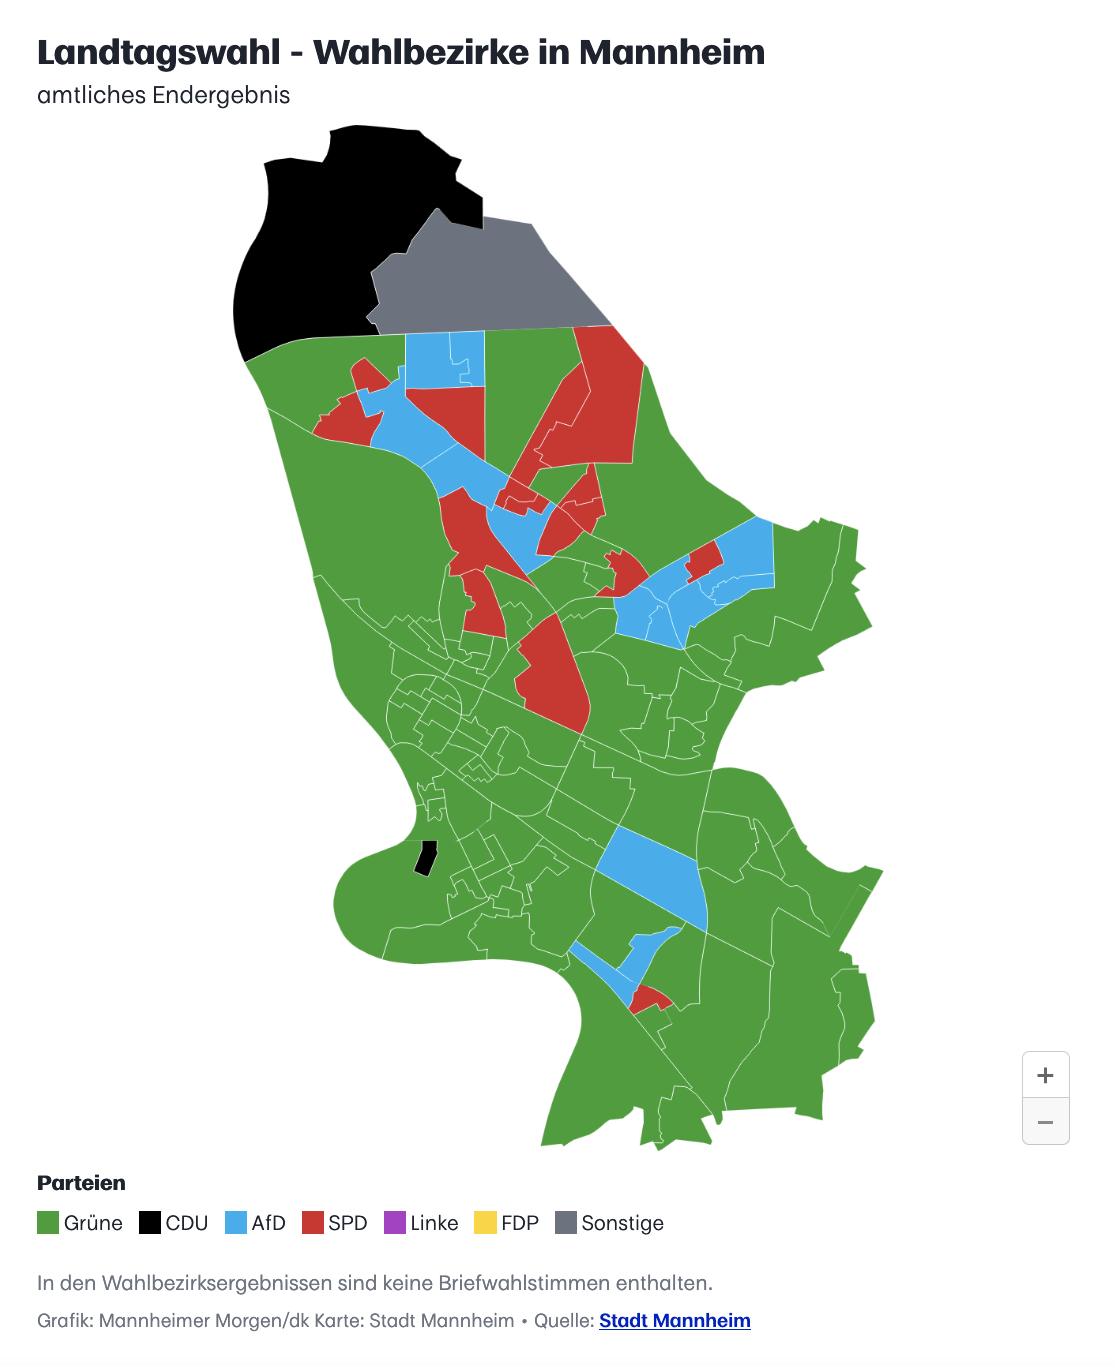 Landtagswahl - Wahlbezirke in Mannheim
amtliches Endergebnis
+
−
Parteien
Grüne CDU AfD SPD Linke FDP Sonstige
In den Wahlbezirksergebnissen sind keine Briefwahlstimmen enthalten.
Grafik: Mannheimer Morgen/dk Karte: Stadt Mannheim • Quelle: Stadt Mannheim